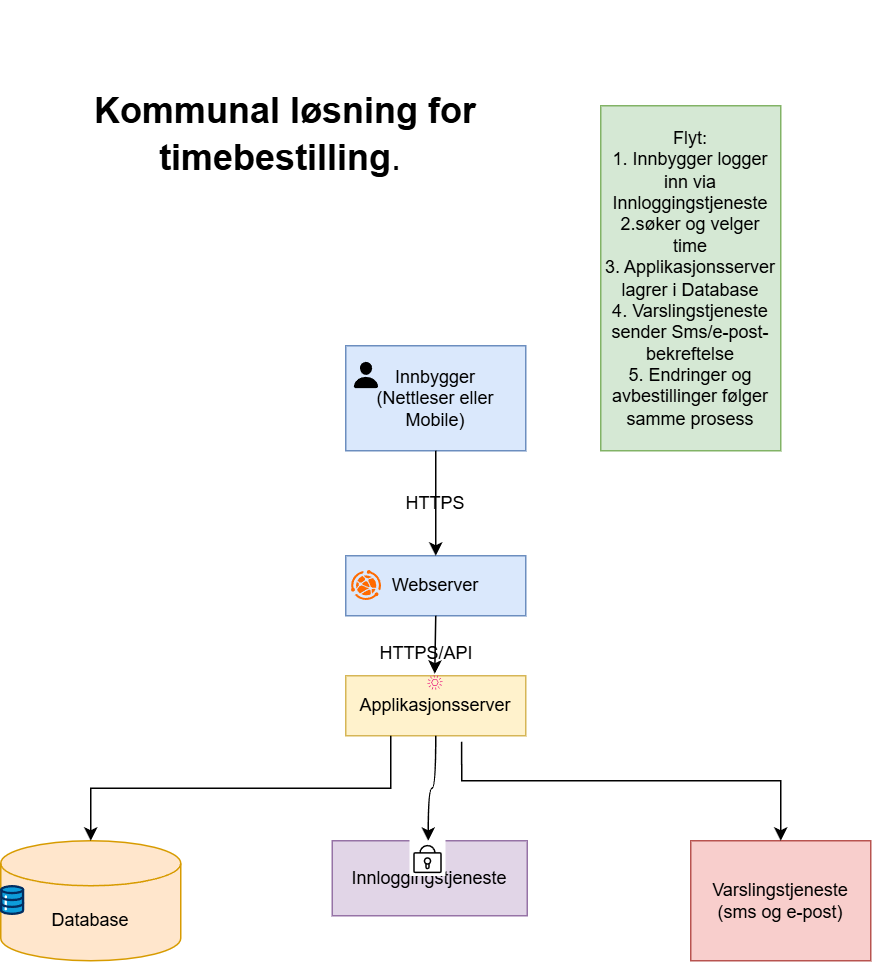 Kommunal løsning for
timebestilling.
Flyt:
1. Innbygger logger
inn via
Innloggingstjeneste
2.søker og velger
time
3. Applikasjonsserver
lagrer i Database
4. Varslingstjeneste
sender Sms/e-post-
bekreftelse
5. Endringer og
avbestillinger følger
samme prosess
Innbygger
(Nettleser eller
Mobile)
HTTPS
Webserver
HTTPS/API
Applikasjonsserver
Database
Innloggingstjeneste
Varslingstjeneste
(sms og e-post)